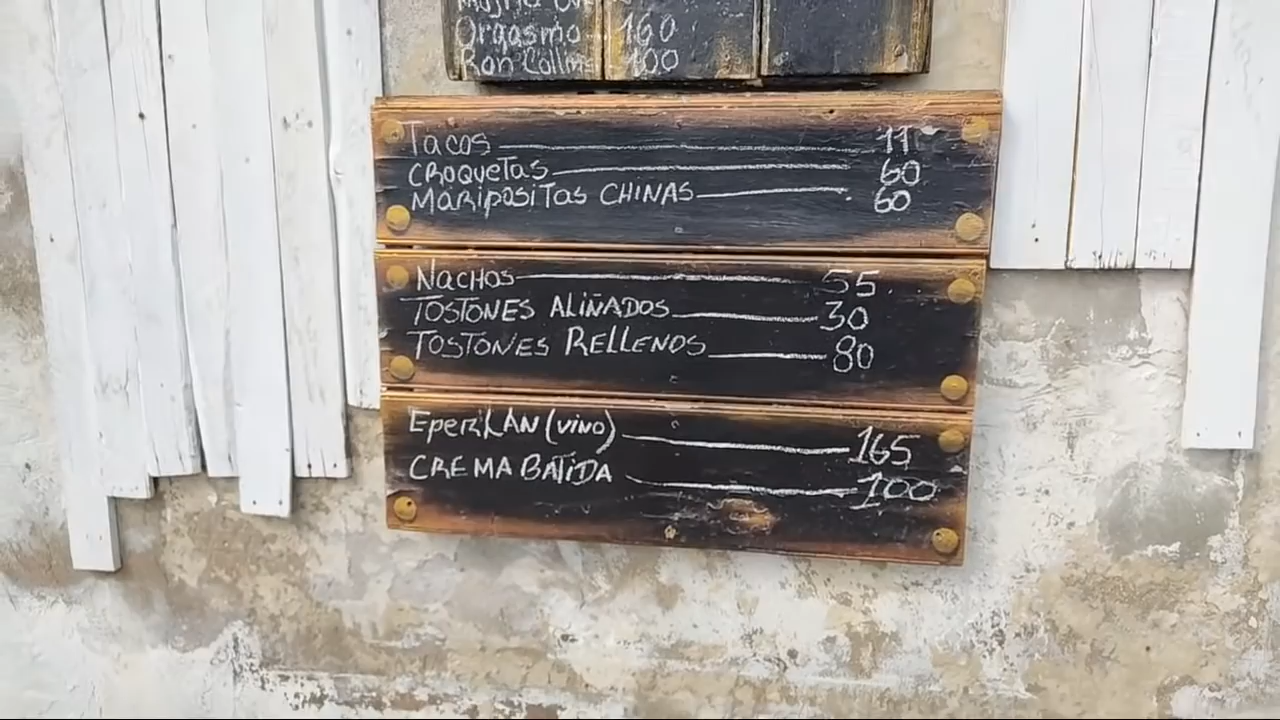 Orgasmo 160
Ron Collins 100
Tacos 11
CROQUETAS 60
MARIPOSITAS CHINAS 60
NACHOS 55
TOSTONES ALIÑADOS 30
TOSTONES RELLENOS 80
(vino) 165
CREMA BATIDA 100